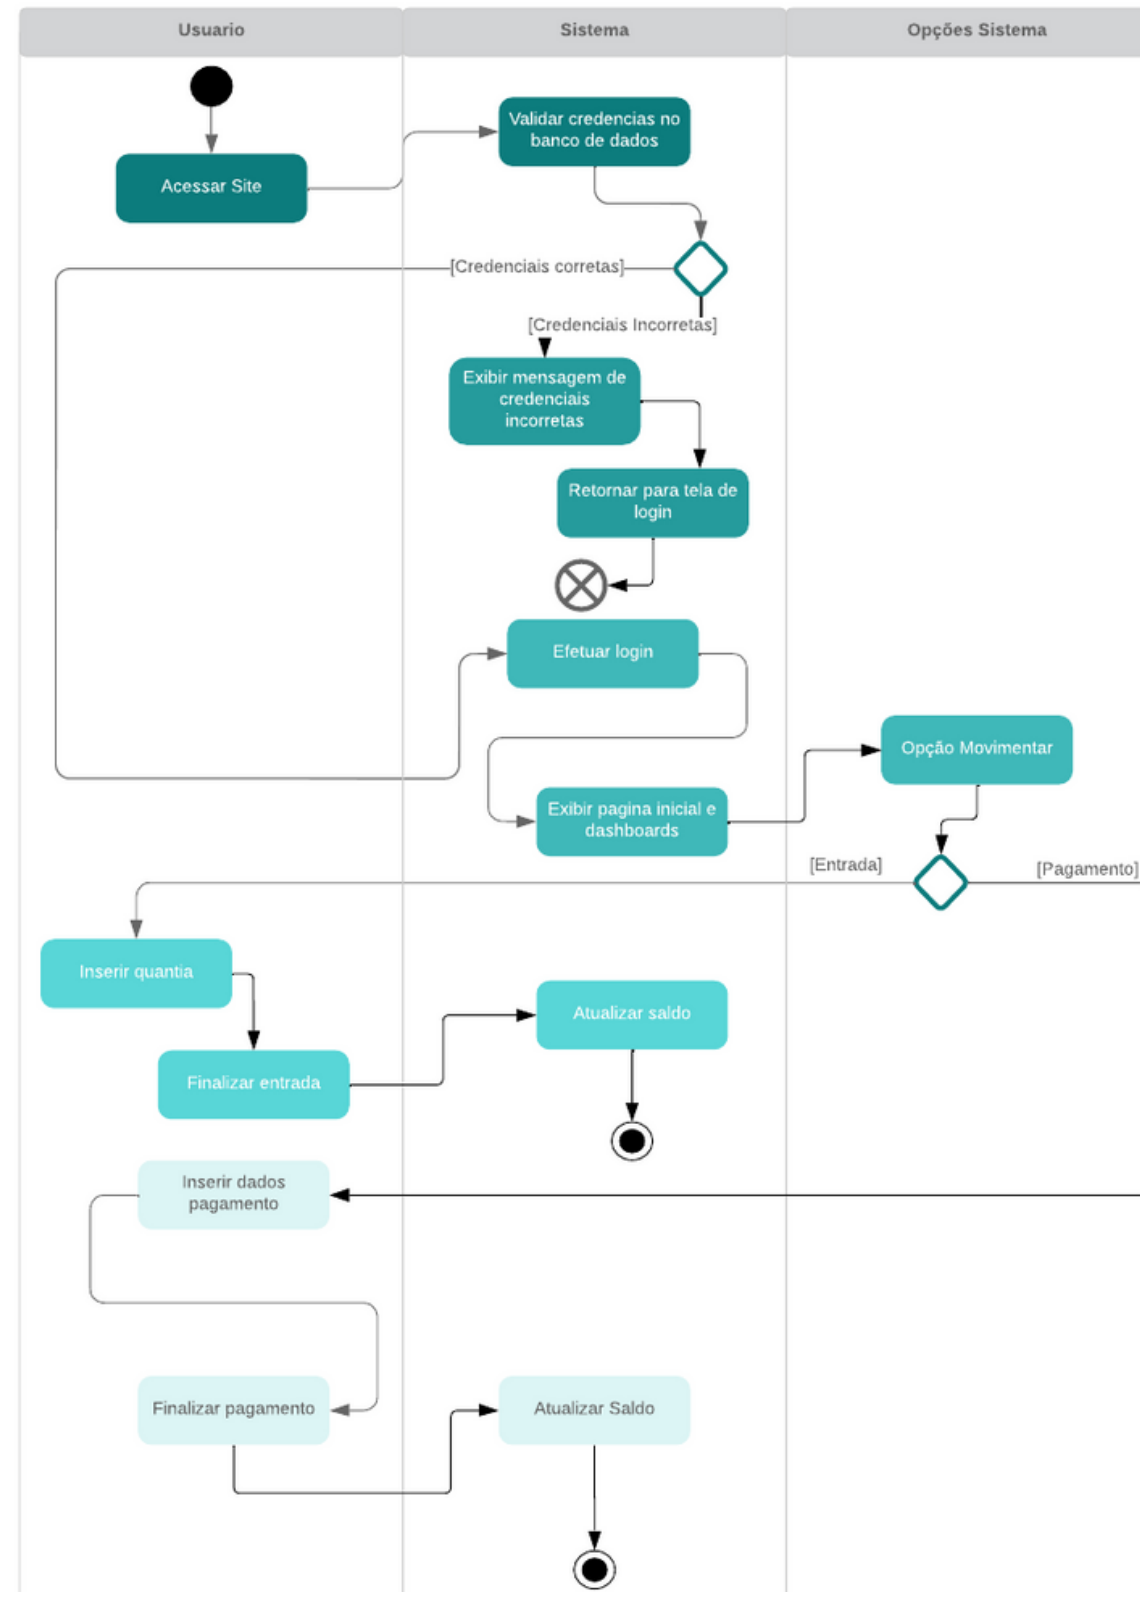 Usuario
Sistema
Opções Sistema
Validar credencias no
banco de dados
Acessar Site
[Credenciais corretas]
[Credenciais Incorretas]
Exibir mensagem de
credenciais
incorretas
Retornar para tela de
login
Efetuar login
Opção Movimentar
Exibir pagina inicial e
dashboards
[Entrada]
[Pagamento]
Inserir quantia
Atualizar saldo
Finalizar entrada
Inserir dados
pagamento
Finalizar pagamento
Atualizar Saldo